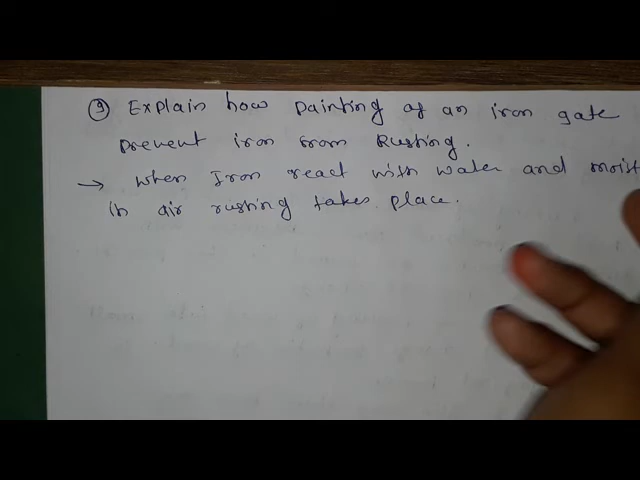 9 Explain how painting of an iron gate
prevent iron from Rusting.
→ when Iron react with water and moist
in air rusting takes place.